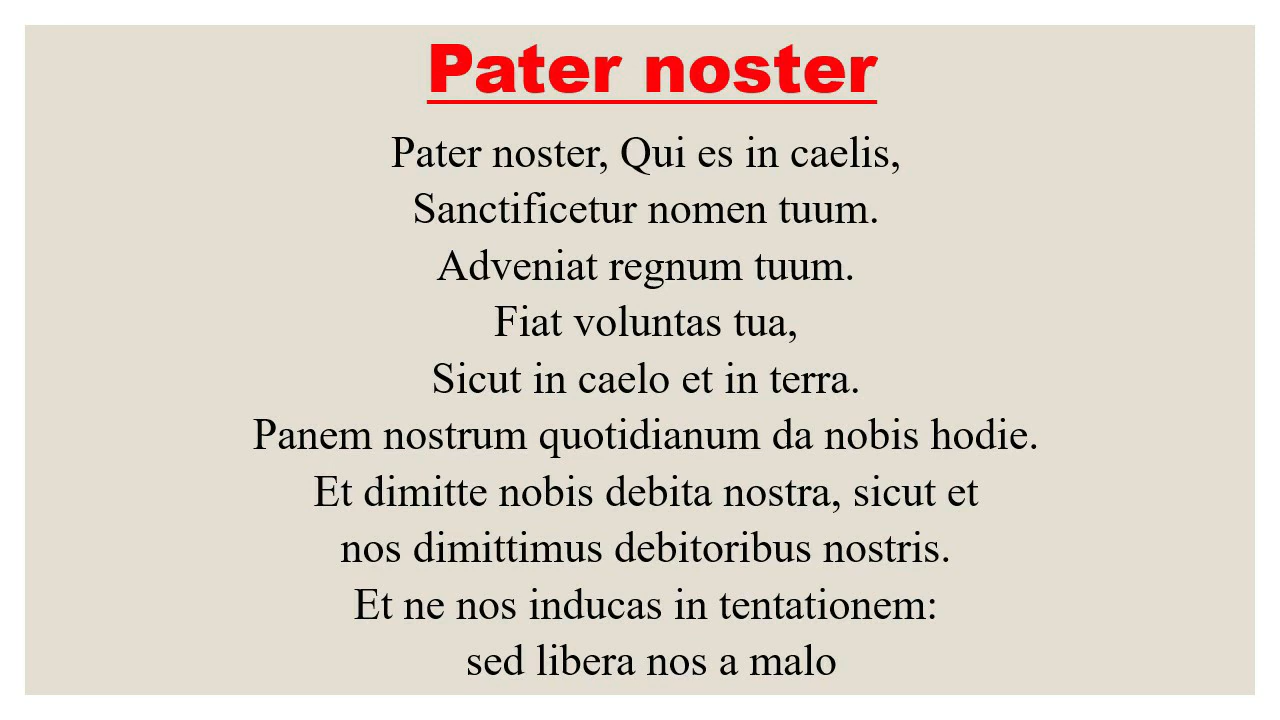 Pater noster
Pater noster, Qui es in caelis,
Sanctificetur nomen tuum.
Adveniat regnum tuum.
Fiat voluntas tua,
Sicut in caelo et in terra.
Panem nostrum quotidianum da nobis hodie.
Et dimitte nobis debita nostra, sicut et
nos dimittimus debitoribus nostris.
Et ne nos inducas in tentationem:
sed libera nos a malo